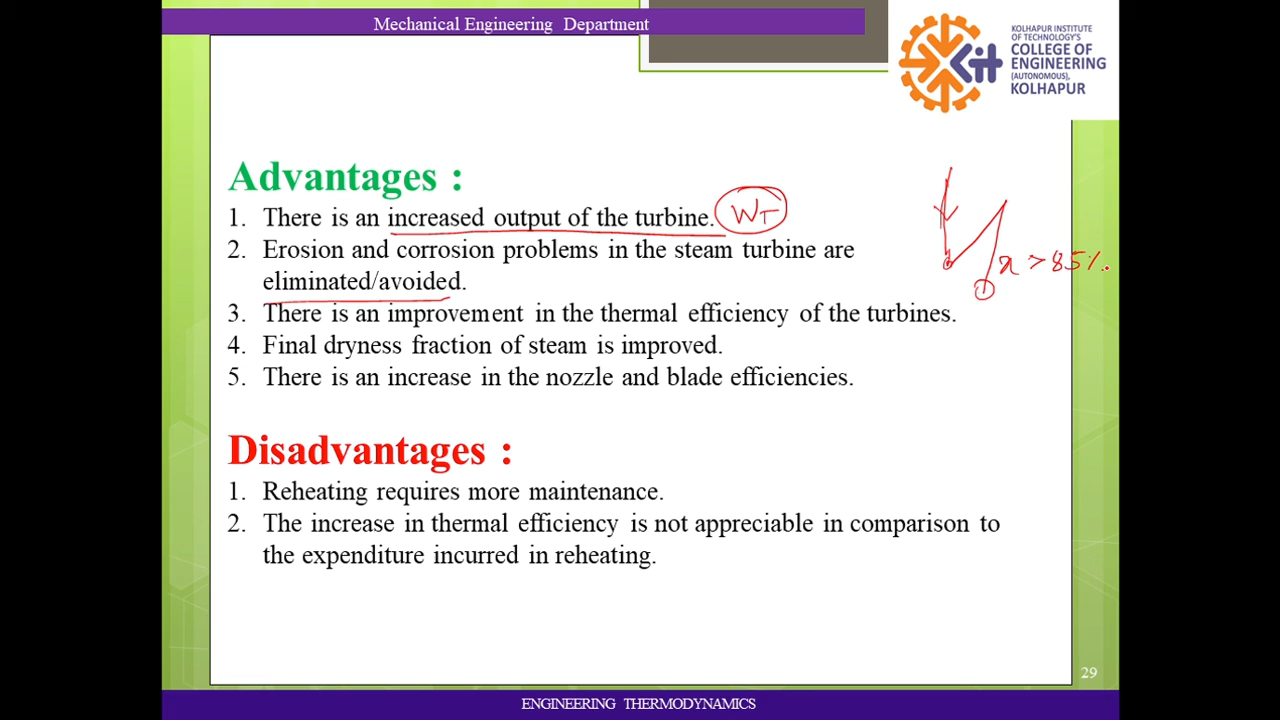 Mechanical Engineering Department
KOLHAPUR INSTITUTE
OF TECHNOLOGY'S
COLLEGE OF
ENGINEERING
(AUTONOMOUS),
KOLHAPUR
kit
Advantages :
1. There is an increased output of the turbine. WT
2. Erosion and corrosion problems in the steam turbine are
eliminated/avoided.
x > 85%.
3. There is an improvement in the thermal efficiency of the turbines.
4. Final dryness fraction of steam is improved.
5. There is an increase in the nozzle and blade efficiencies.
Disadvantages :
1. Reheating requires more maintenance.
2. The increase in thermal efficiency is not appreciable in comparison to
the expenditure incurred in reheating.
29
ENGINEERING THERMODYNAMICS